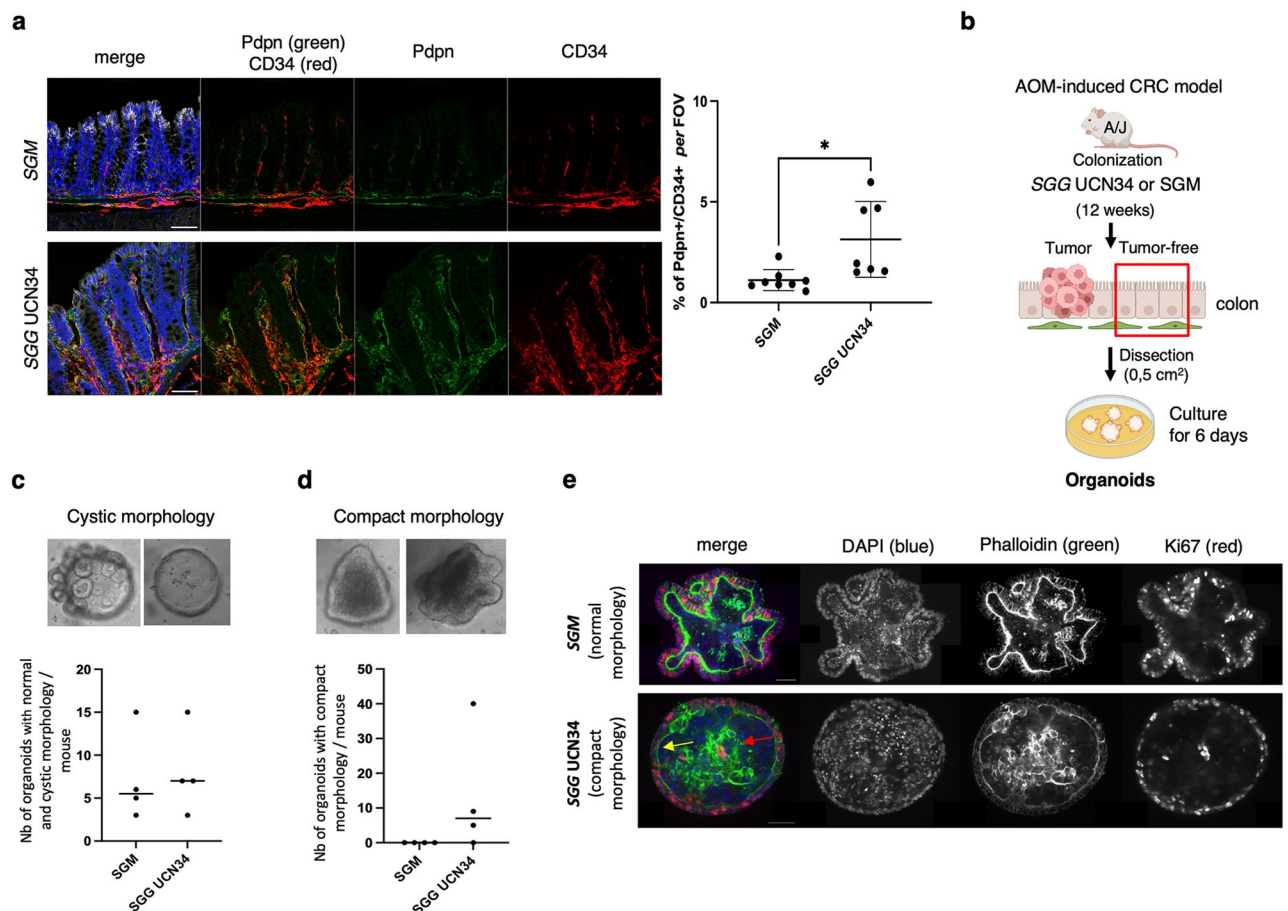 a
merge
Pdpn (green)
CD34 (red)
Pdpn
CD34
SGM
SGG UCN34
% of Pdpn+/CD34+ per FOV
10
5
0
*
SGM
SGG UCN34
b
AOM-induced CRC model
A/J
Colonization
SGG UCN34 or SGM
(12 weeks)
Tumor
Tumor-free
colon
Dissection
(0,5 cm²)
Culture
for 6 days
Organoids
c
Cystic morphology
Nb of organoids with normal
and cystic morphology /
mouse
20
15
10
5
0
SGM
SGG UCN34
d
Compact morphology
Nb of organoids with compact
morphology / mouse
50
40
30
20
10
0
SGM
SGG UCN34
e
merge
DAPI (blue)
Phalloidin (green)
Ki67 (red)
SGM
(normal
morphology)
SGG UCN34
(compact
morphology)